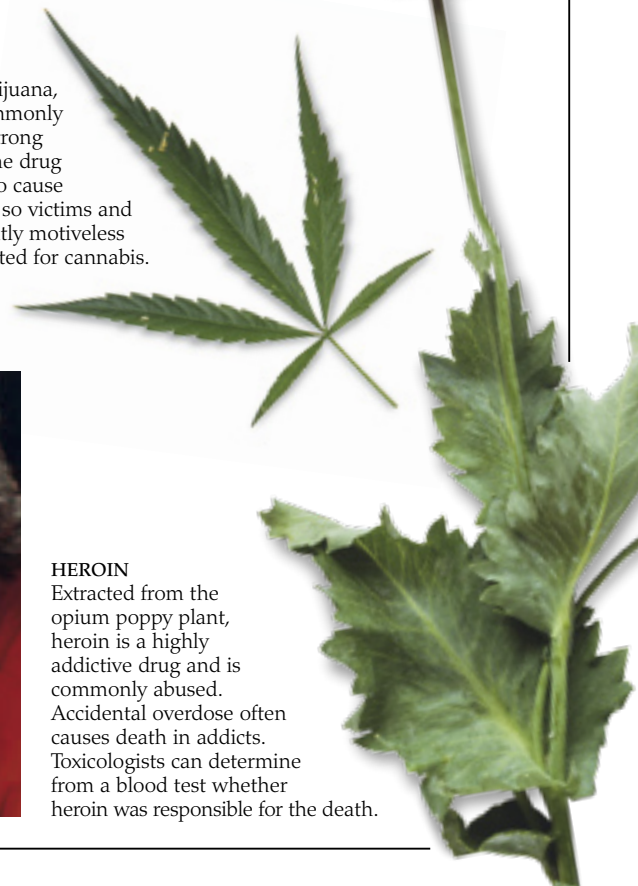 ijuana,
mmonly
rong
e drug
o cause
so victims and
tly motiveless
ted for cannabis.
HEROIN
Extracted from the
opium poppy plant,
heroin is a highly
addictive drug and is
commonly abused.
Accidental overdose often
causes death in addicts.
Toxicologists can determine
from a blood test whether
heroin was responsible for the death.